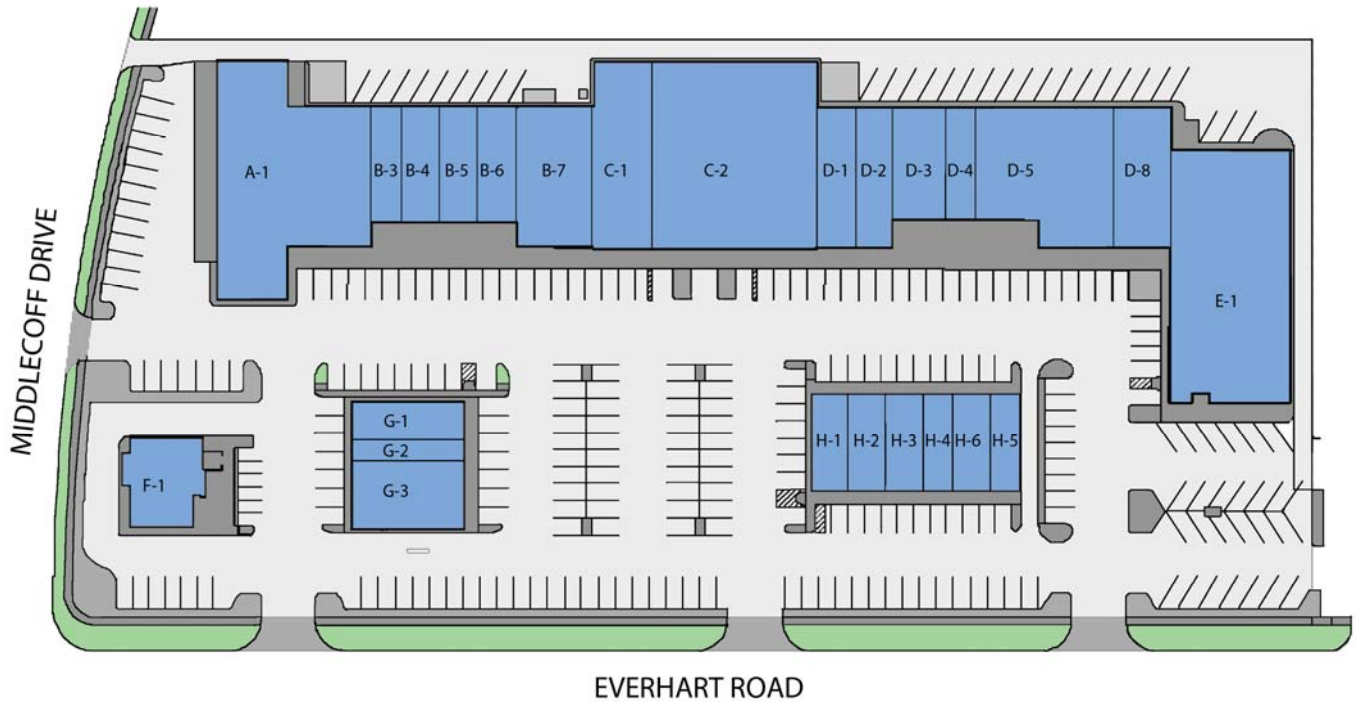 A-1 B-3 B-4 B-5 B-6 B-7 C-1 C-2 D-1 D-2 D-3 D-4 D-5 D-8
E-1
MIDDLECOFF DRIVE
G-1
H-1 H-2 H-3 H-4 H-6 H-5
G-2
F-1
G-3
EVERHART ROAD